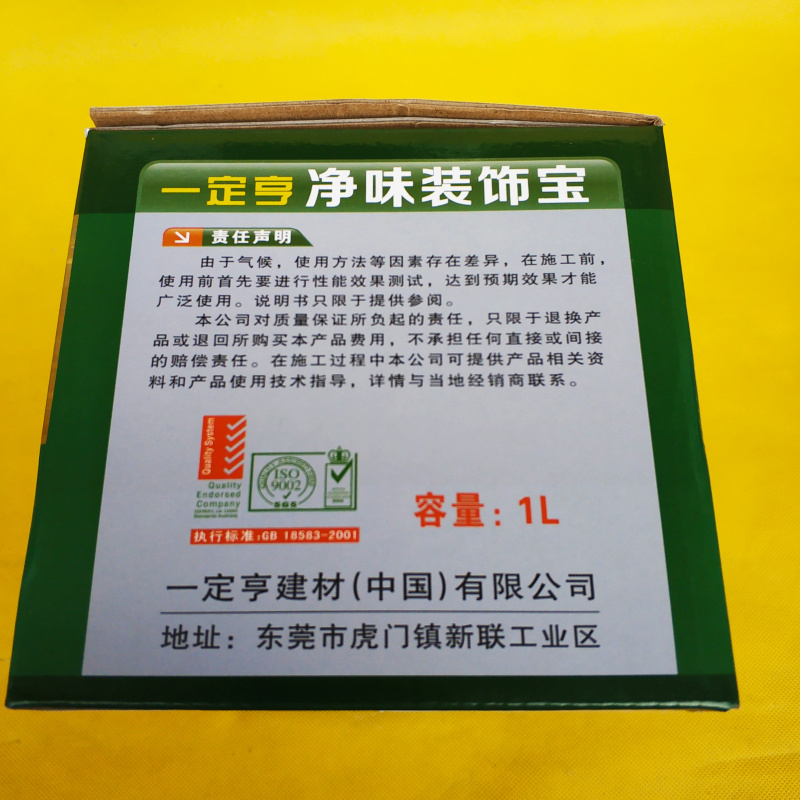 一定亨 净味装饰宝
责任声明
由于气候，使用方法等因素存在差异，在施工前，
使用前首先要进行性能效果测试，达到预期效果才能
广泛使用。说明书只限于提供参阅。
本公司对质量保证所负起的责任，只限于退换产
品或退回所购买本产品费用，不承担任何直接或间接
的赔偿责任。在施工过程中本公司可提供产品相关资
料和产品使用技术指导，详情与当地经销商联系。
Quality System
Quality
Endorsed
Company
ISO
9002
SGS
容量：1L
执行标准:GB 18583-2001
一定亨建材(中国)有限公司
地址：东莞市虎门镇新联工业区